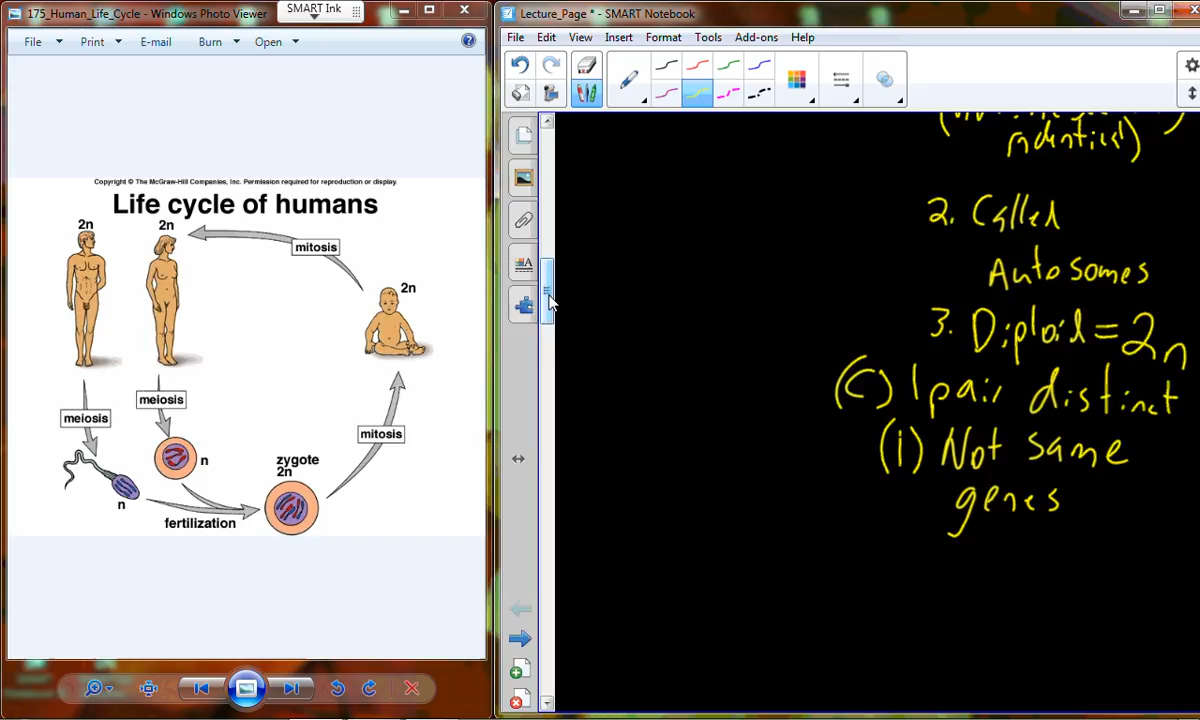 175_Human_Life_Cycle - Windows Photo Viewer
SMART Ink
File Print E-mail Burn Open
Copyright © The McGraw-Hill Companies, Inc. Permission required for reproduction or display.
Life cycle of humans
2n 2n
mitosis
2n
meiosis
meiosis
mitosis
n
zygote
2n
n
fertilization
Lecture_Page * - SMART Notebook
File Edit View Insert Format Tools Add-ons Help
identical)
2. Called
Autosomes
3. Diploid = 2n
(C) 1 pair distinct
(1) Not same
genes